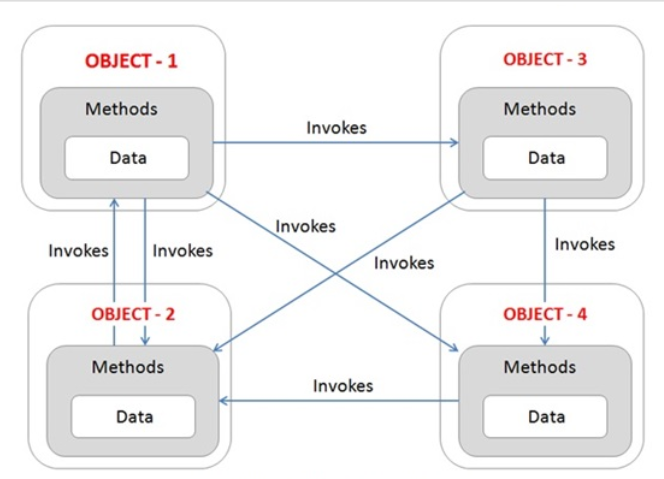 OBJECT - 1
OBJECT - 3
Methods
Methods
Invokes
Data
Data
Invokes
Invokes
Invokes
Invokes
Invokes
OBJECT - 2
OBJECT - 4
Methods
Methods
Invokes
Data
Data